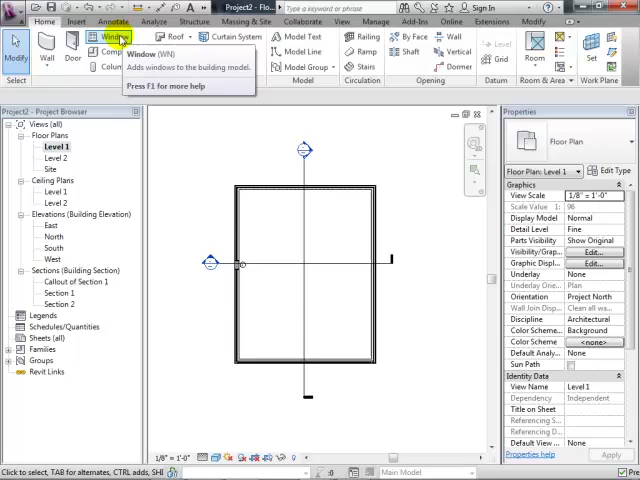 Project2 - Flo...
Type a keyword or phrase
Sign In
Home Insert Annotate Analyze Structure Massing & Site Collaborate View Manage Add-Ins Online Extensions Modify
Modify
Wall
Door
Window
Comp
Colum
Roof
Curtain System
Model Text
Model Line
Model Group
Railing
Ramp
Stairs
By Face
Shaft
Wall
Vertical
Dormer
Level
Grid
Room
Set
Select
Model
Circulation
Opening
Datum
Room & Area
Work Plane
Window (WN)
Adds windows to the building model.
Press F1 for more help
Project2 - Project Browser
Views (all)
Floor Plans
Level 1
Level 2
Site
Ceiling Plans
Level 1
Level 2
Elevations (Building Elevation)
East
North
South
West
Sections (Building Section)
Callout of Section 1
Section 1
Section 2
Legends
Schedules/Quantities
Sheets (all)
Families
Groups
Revit Links
Properties
Floor Plan
Floor Plan: Level 1
Edit Type
Graphics
View Scale 1/8" = 1'-0"
Scale Value 1: 96
Display Model Normal
Detail Level Fine
Parts Visibility Show Original
Visibility/Grap... Edit...
Graphic Displ... Edit...
Underlay None
Underlay Orien... Plan
Orientation Project North
Wall Join Disp... Clean all wa...
Discipline Architectural
Color Scheme... Background
Color Scheme <none>
Default Analy... None
Sun Path
Identity Data
View Name Level 1
Dependency Independent
Title on Sheet
Referencing S...
Referencing D...
Default View ... None
Properties help
Apply
1/8" = 1'-0"
Click to select, TAB for alternates, CTRL adds, SHI
:0
Main Model
Pre